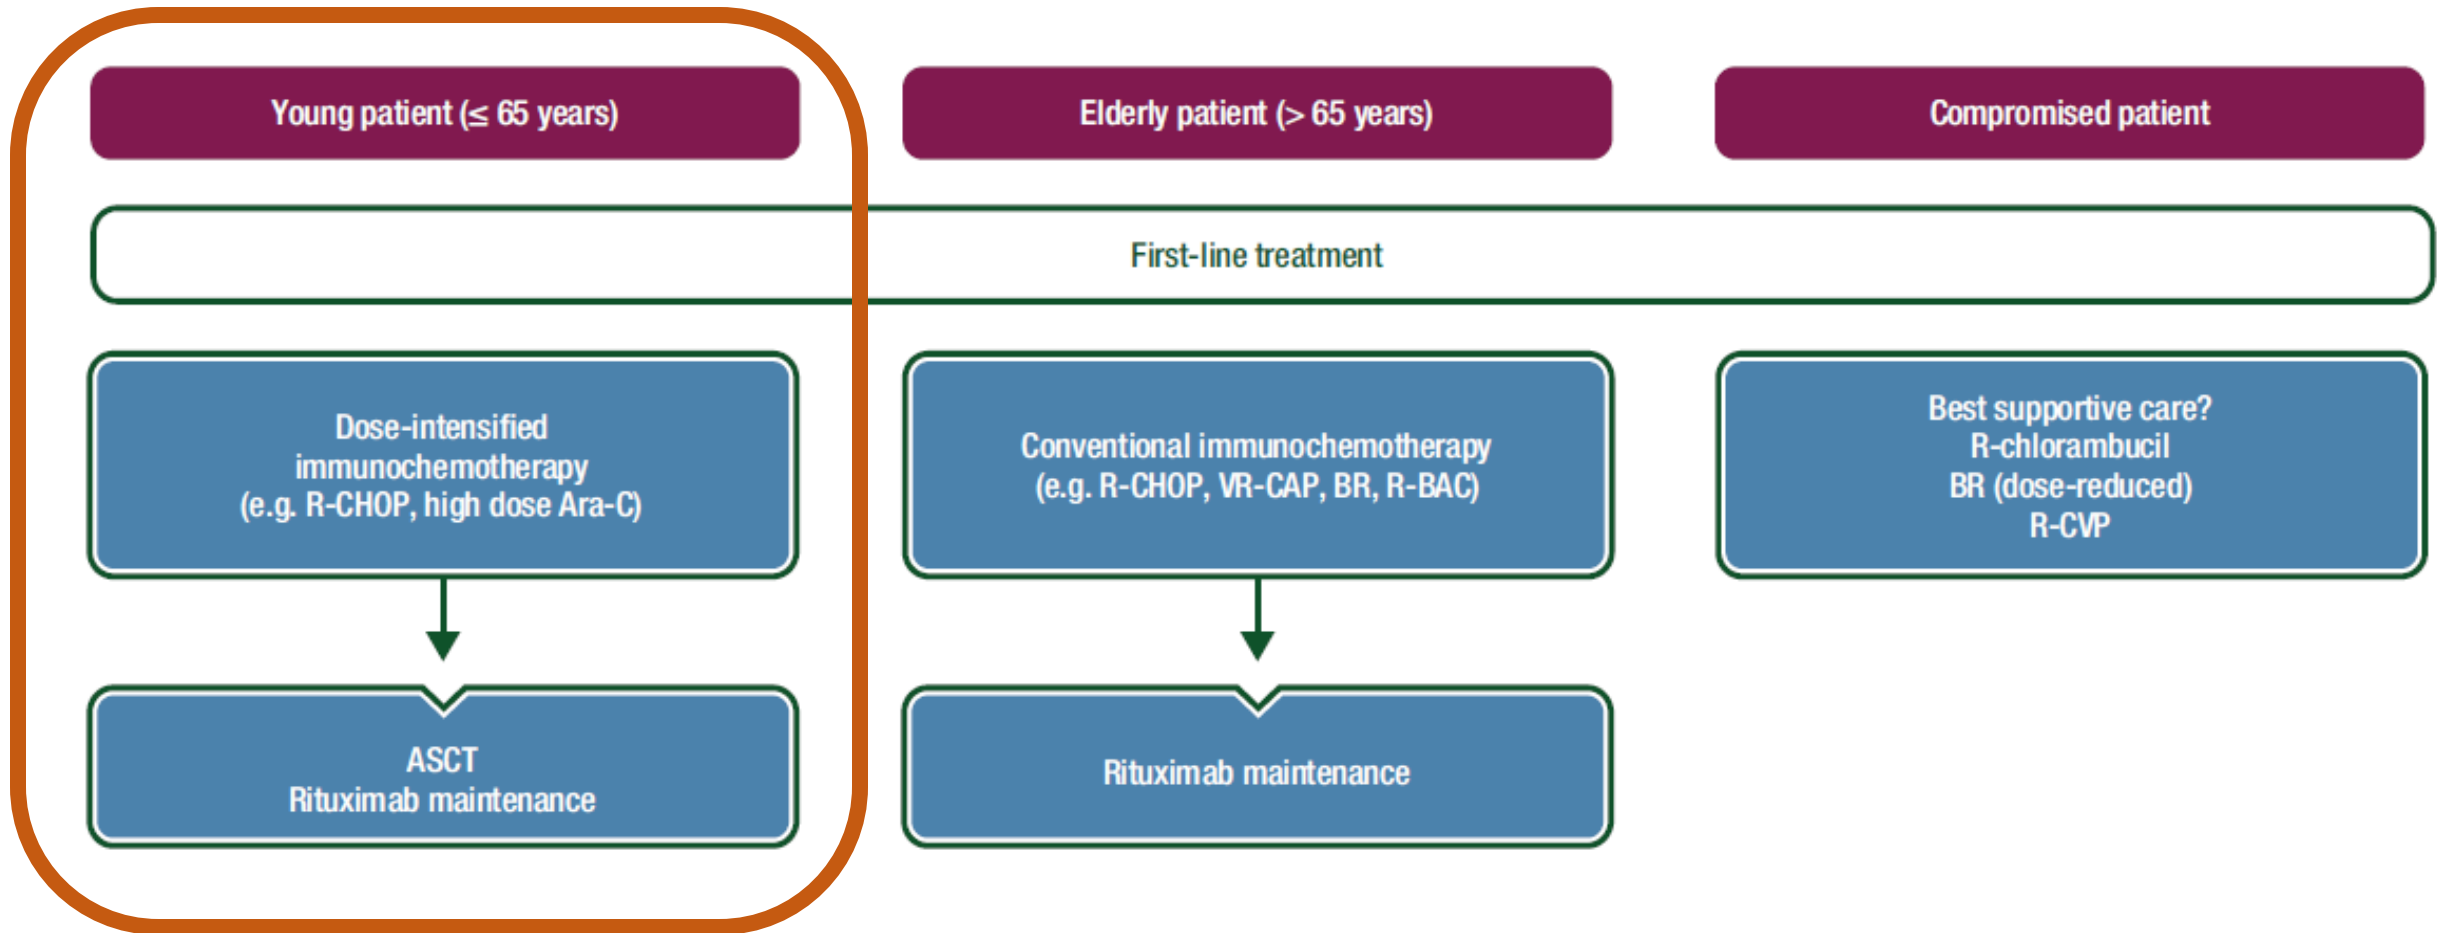 Young patient (≤ 65 years)
Elderly patient (> 65 years)
Compromised patient
First-line treatment
Dose-intensified
immunochemotherapy
(e.g. R-CHOP, high dose Ara-C)
Conventional immunochemotherapy
(e.g. R-CHOP, VR-CAP, BR, R-BAC)
Best supportive care?
R-chlorambucil
BR (dose-reduced)
R-CVP
ASCT
Rituximab maintenance
Rituximab maintenance